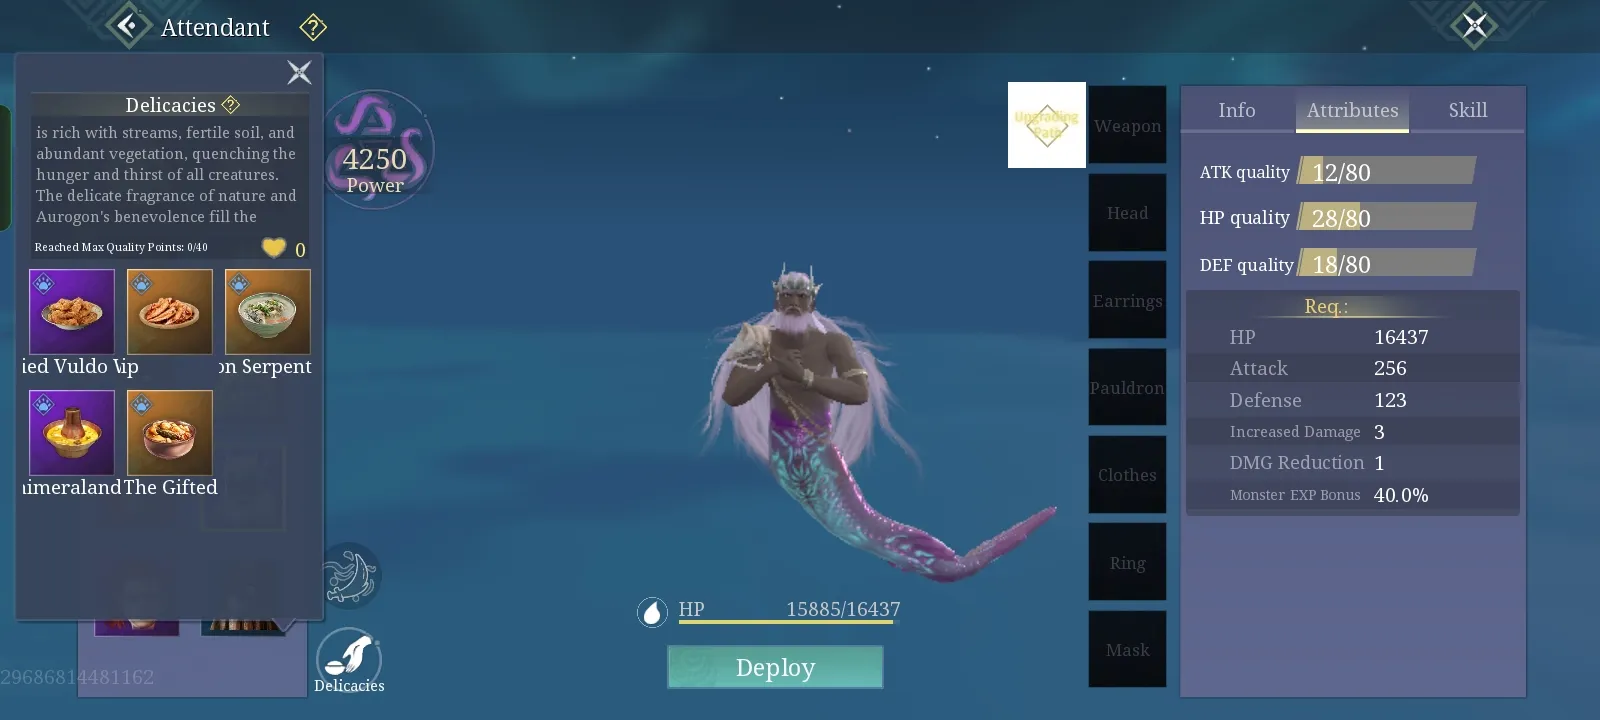 Attendant
Delicacies
is rich with streams, fertile soil, and
abundant vegetation, quenching the
hunger and thirst of all creatures.
The delicate fragrance of nature and
Aurogon's benevolence fill the
Reached Max Quality Points: 0/40
0
ied Vuldo
Vip
on Serpent
imeraland
The Gifted
29686814481162
4250
Power
Delicacies
HP 15885/16437
Deploy
Upgrading
Path
Weapon
Head
Earrings
Pauldron
Clothes
Ring
Mask
Info Attributes Skill
ATK quality 12/80
HP quality 28/80
DEF quality 18/80
Req.:
HP 16437
Attack 256
Defense 123
Increased Damage 3
DMG Reduction 1
Monster EXP Bonus 40.0%